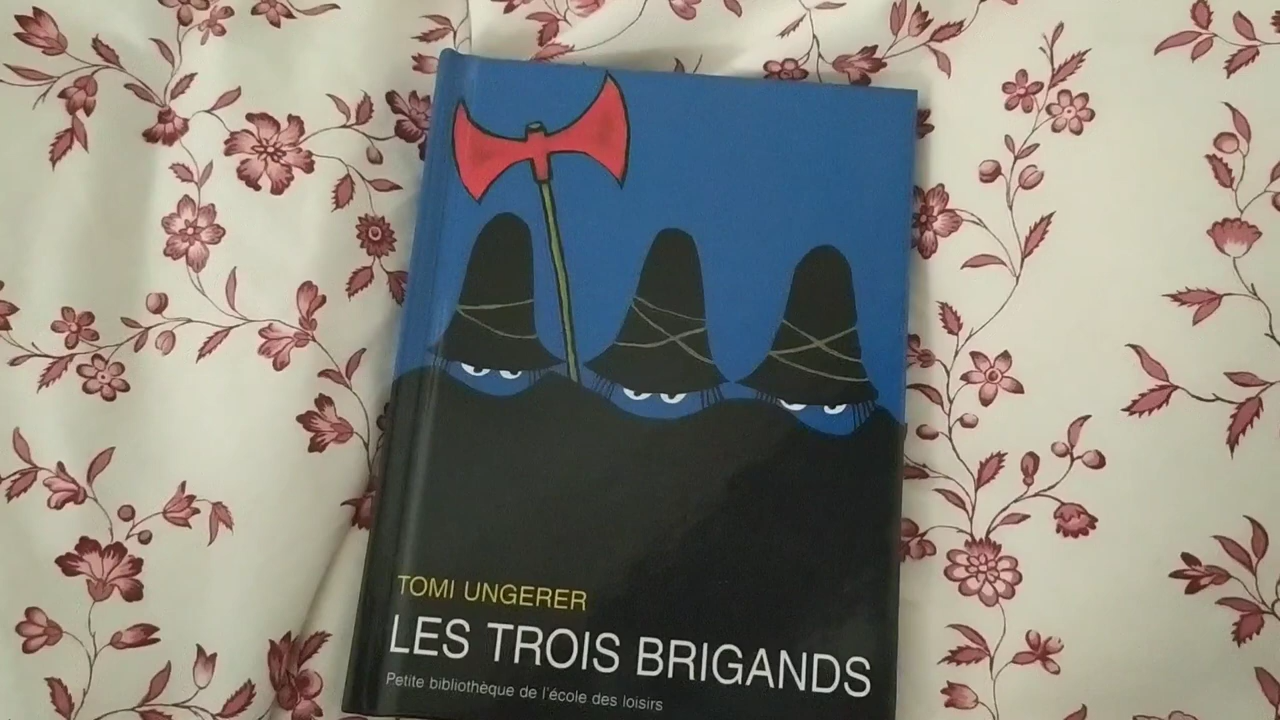 TOMI UNGERER
LES TROIS BRIGANDS
Petite bibliothèque de l'école des loisirs